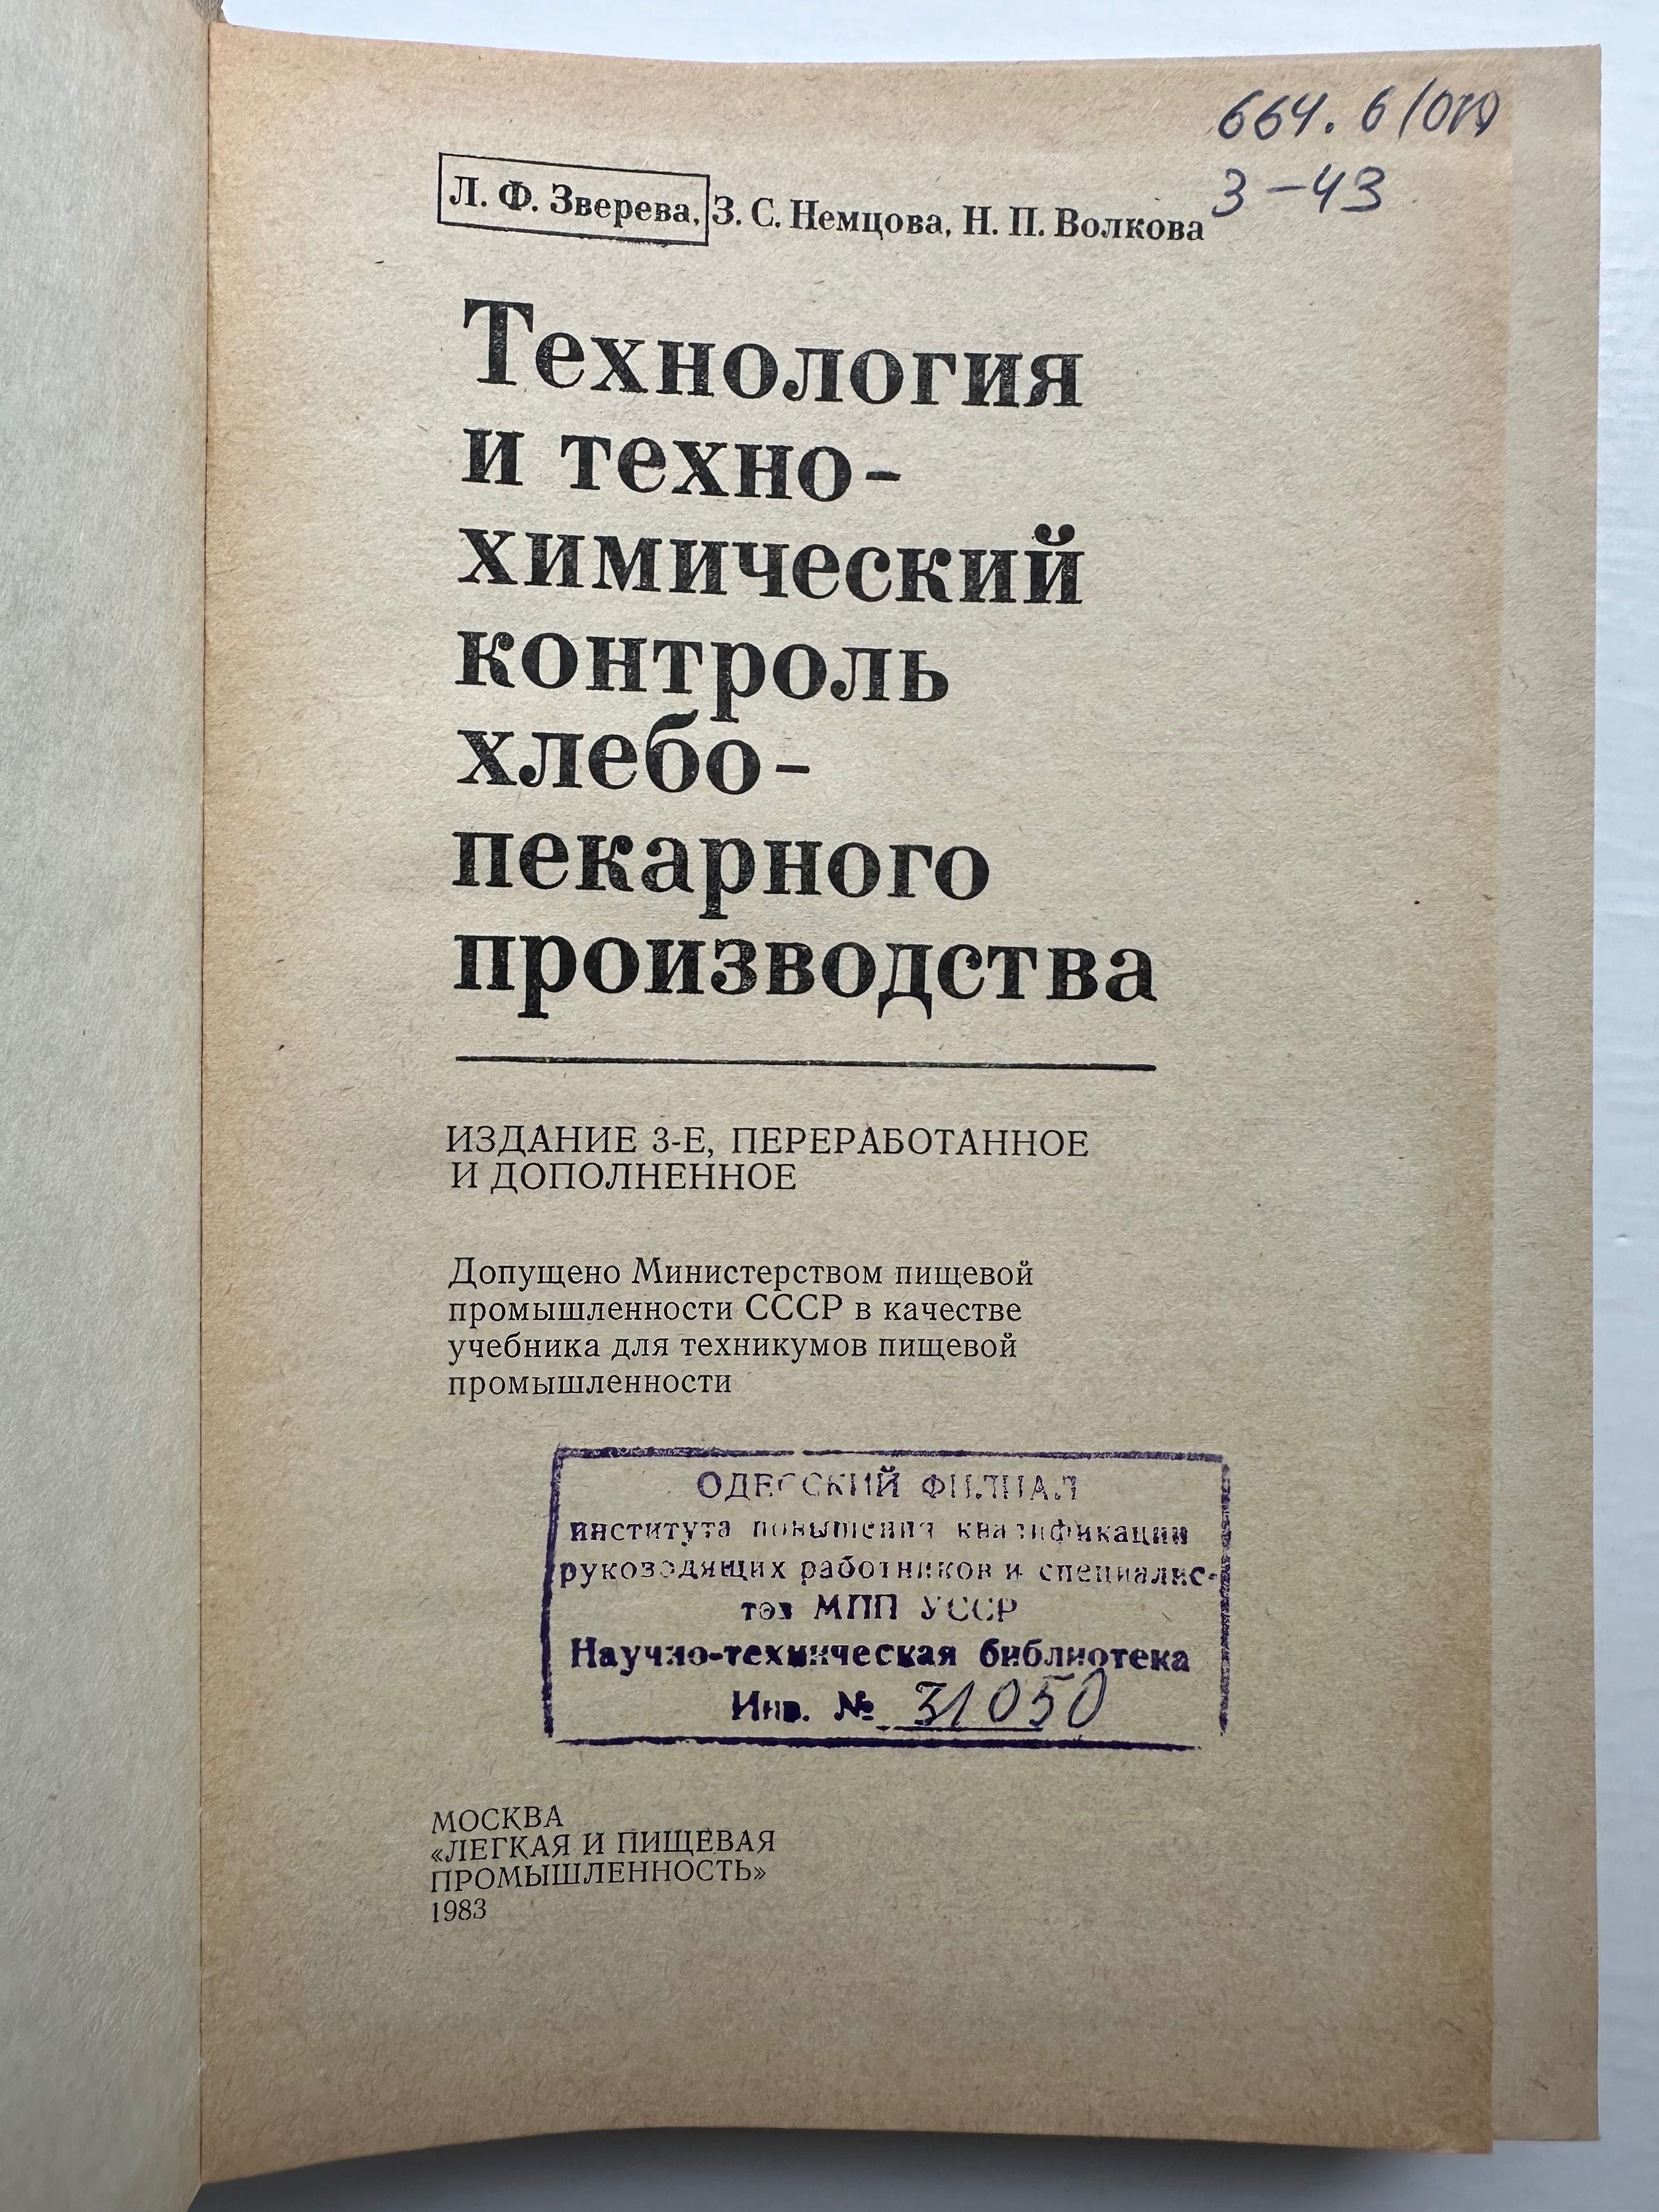 664.6/(07)
З-43
Л. Ф. Зверева, З. С. Немцова, Н. П. Волкова
Технология
и техно-
химический
контроль
хлебо-
пекарного
производства
ИЗДАНИЕ 3-Е, ПЕРЕРАБОТАННОЕ
И ДОПОЛНЕННОЕ
Допущено Министерством пищевой
промышленности СССР в качестве
учебника для техникумов пищевой
промышленности
ОДЕССКИЙ ФИЛИАЛ
института повышения квалификации
руководящих работников и специалис-
тов МПП УССР
Научно-техническая библиотека
Инв. № 31050
МОСКВА
«ЛЕГКАЯ И ПИЩЕВАЯ
ПРОМЫШЛЕННОСТЬ»
1983